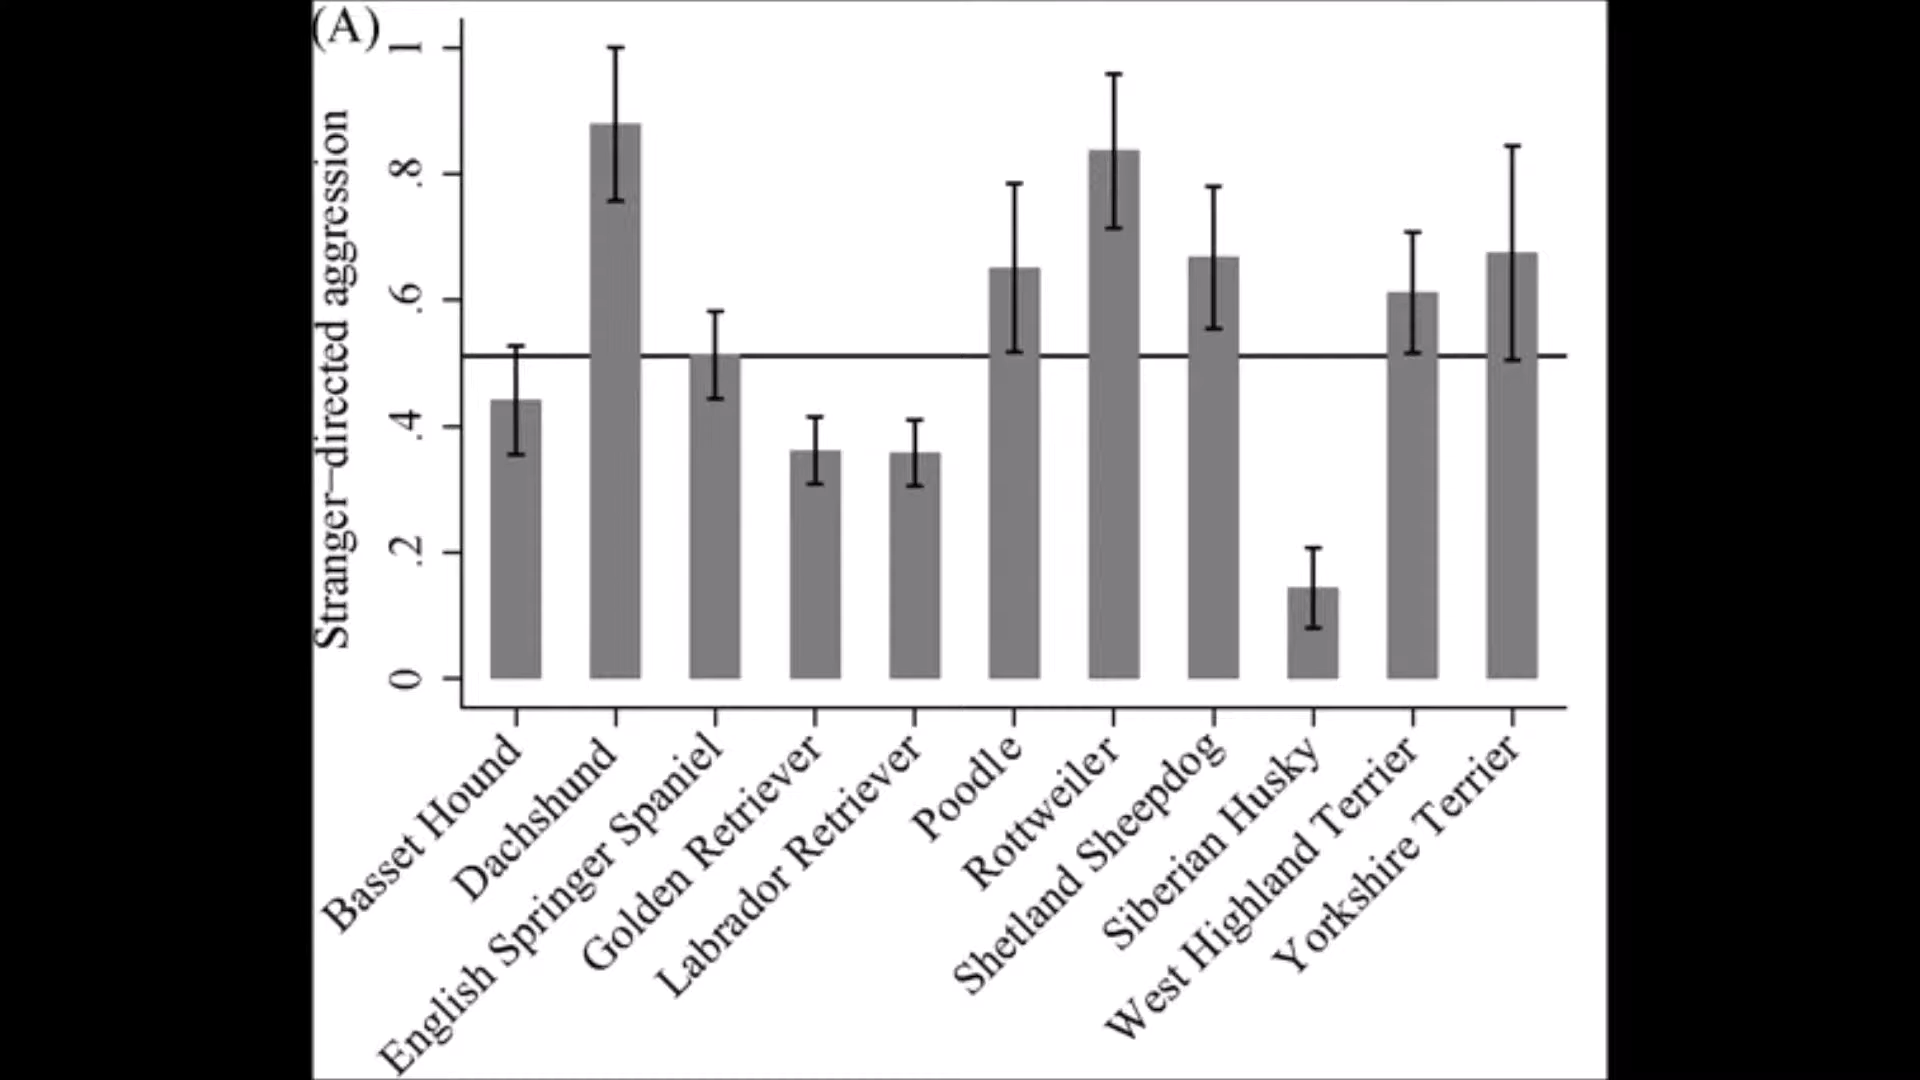 (A)
Stranger–directed aggression
1
.8
.6
.4
.2
0
Basset Hound
Dachshund
English Springer Spaniel
Golden Retriever
Labrador Retriever
Poodle
Rottweiler
Shetland Sheepdog
Siberian Husky
West Highland Terrier
Yorkshire Terrier